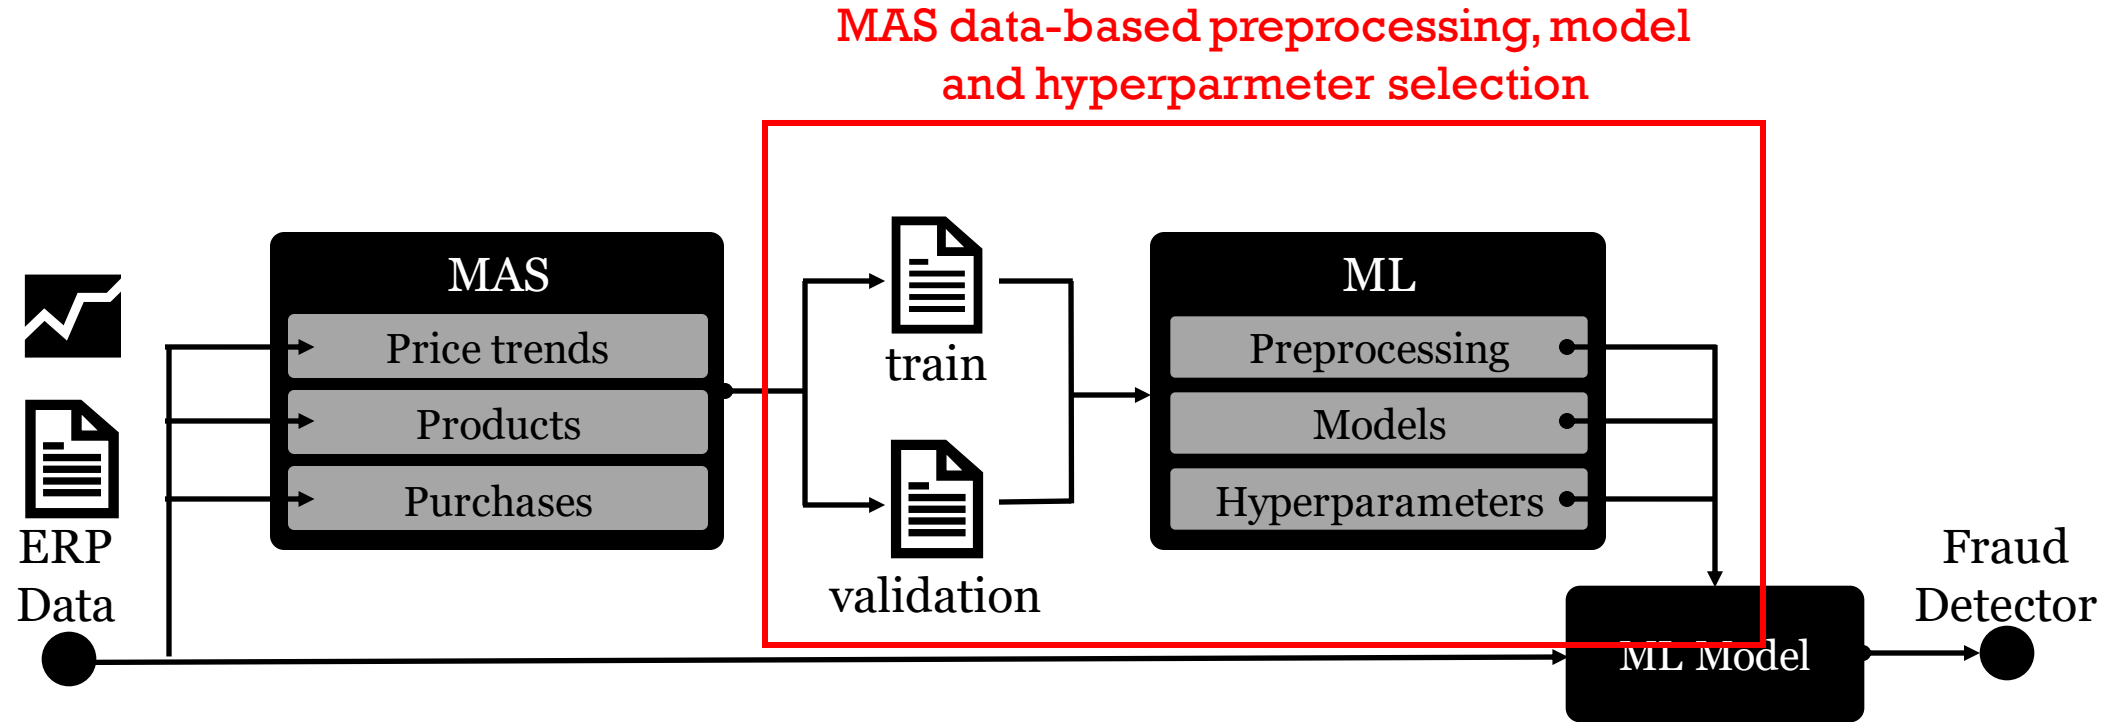 MAS data-based preprocessing, model
and hyperparmeter selection
MAS
Price trends
Products
Purchases
train
validation
ML
Preprocessing
Models
Hyperparameters
ERP
Data
ML Model
Fraud
Detector